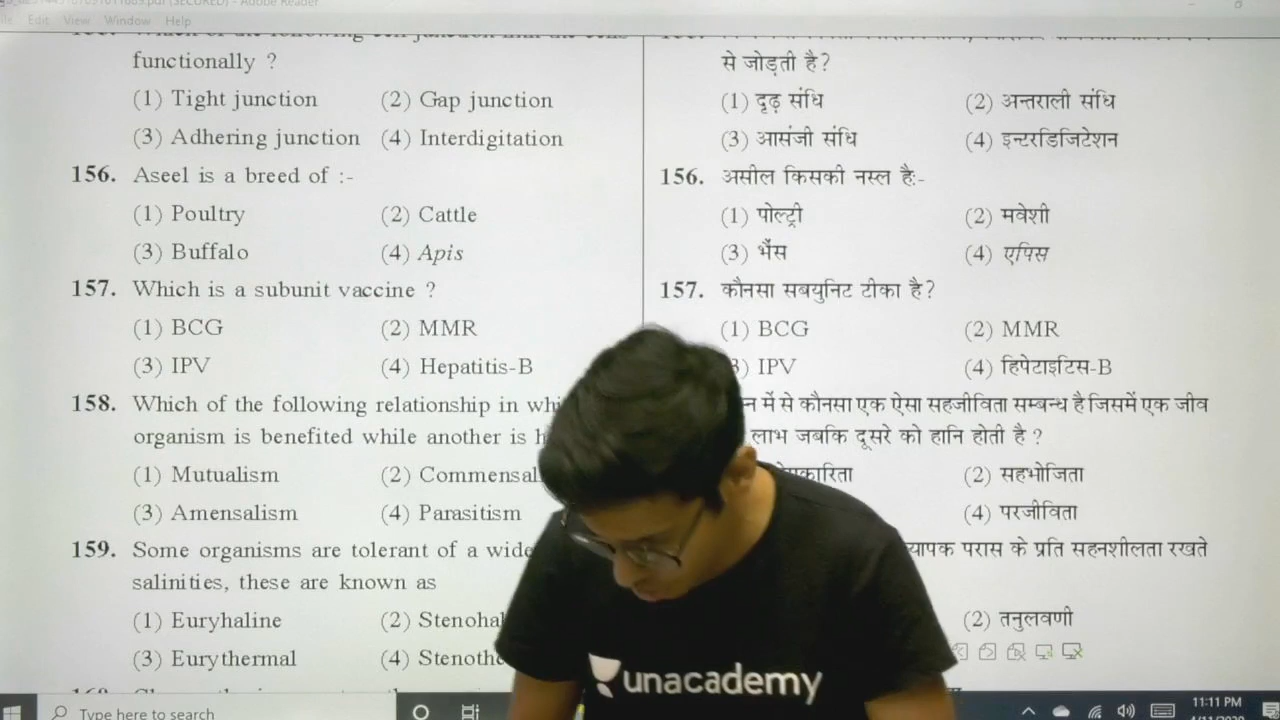 Edit View Window Help
functionally ?
(1) Tight junction (2) Gap junction
(3) Adhering junction (4) Interdigitation
156. Aseel is a breed of :-
(1) Poultry (2) Cattle
(3) Buffalo (4) Apis
157. Which is a subunit vaccine ?
(1) BCG (2) MMR
(3) IPV (4) Hepatitis-B
158. Which of the following relationship in
organism is benefited while another is
(1) Mutualism (2)
(3) Amensalism (4) Parasitism
159. Some organisms are tolerant of a wide
salinities, these are known as
(1) Euryhaline (2)
(3) Eurythermal (4)
से जोड़ती है?
(1) दृढ़ संधि (2) अन्तराली संधि
(3) आसंजी संधि (4) इन्टरडिजिटेशन
156. असील किसकी नस्ल है:-
(1) पोल्ट्री (2) मवेशी
(3) भैंस (4) एपिस
157. कौनसा सबयुनिट टीका है?
(1) BCG (2) MMR
IPV (4) हिपेटाइटिस-B
में से कौनसा एक ऐसा सहजीविता सम्बन्ध है जिसमें एक जीव
लाभ जबकि दूसरे को हानि होती है ?
(2) सहभोजिता
(4) परजीविता
परास के प्रति सहनशीलता रखते
(2) तनुलवणी
unacademy
Type here to search
11:11 PM